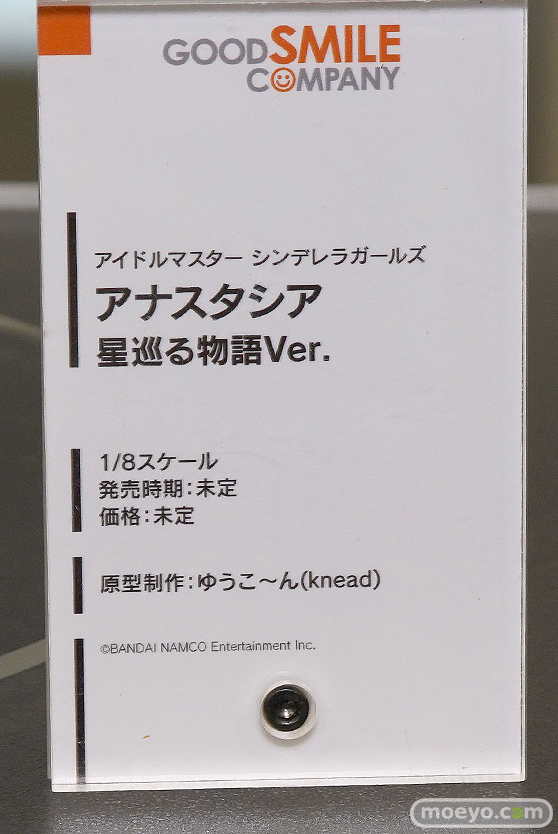 GOODSMILE
COMPANY
アイドルマスター シンデレラガールズ
アナスタシア
星巡る物語Ver.
1/8スケール
発売時期:未定
価格:未定
原型制作:ゆうこ〜ん(knead)
©BANDAI NAMCO Entertainment Inc.
moeyo.com